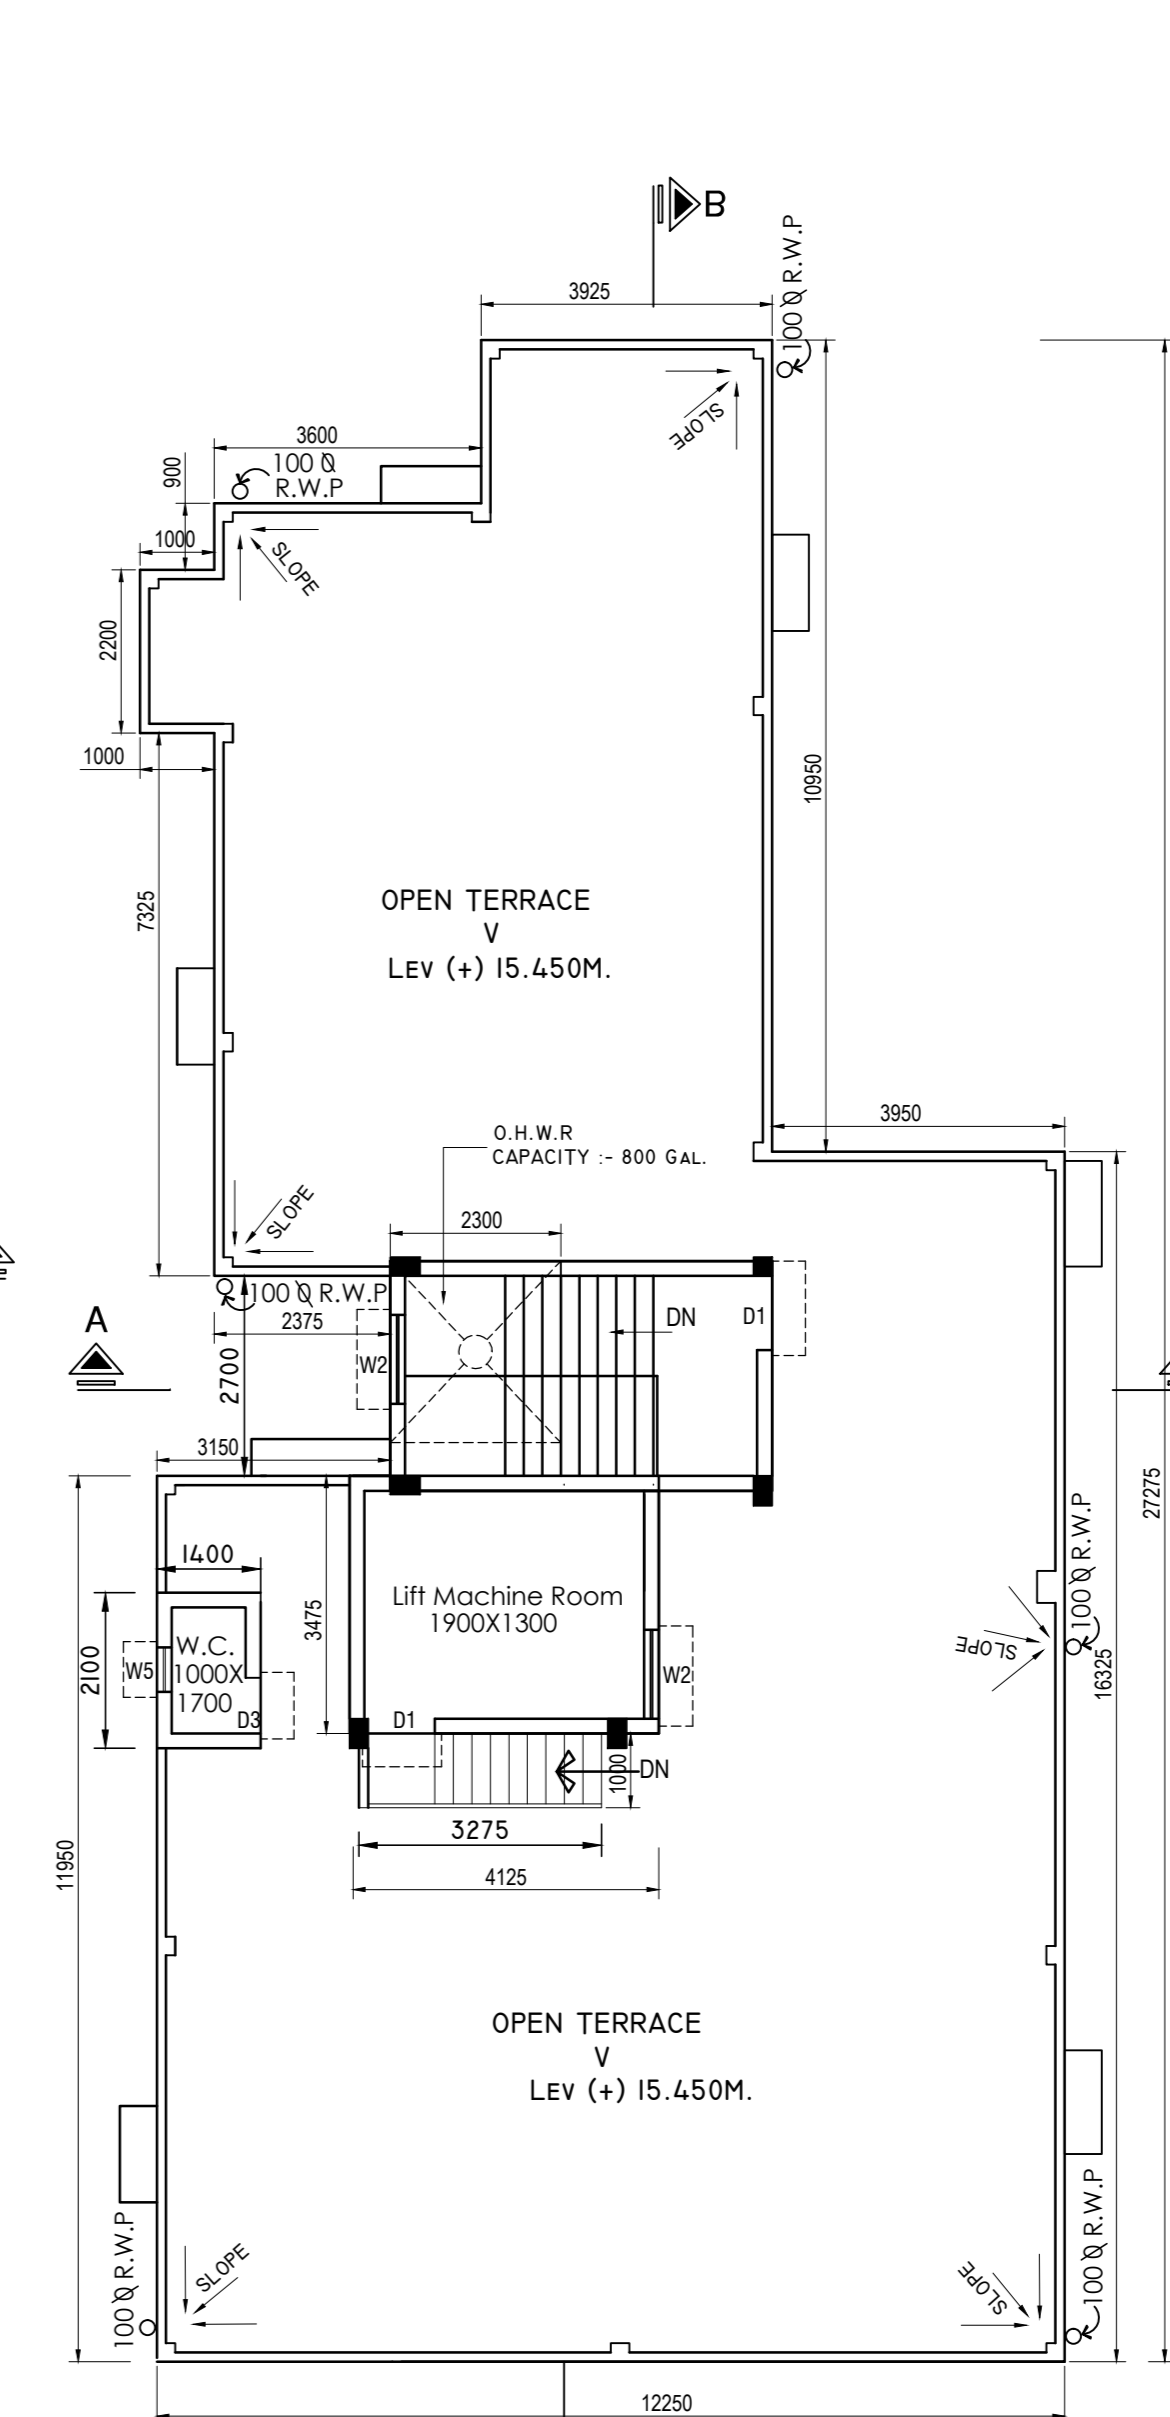 B
100 Ø R.W.P
3925
3600
100 Ø
R.W.P
900
SLOPE
1000
SLOPE
2200
1000
10950
7325
OPEN TERRACE
V
LEV (+) 15.450M.
3950
O.H.W.R
CAPACITY :- 800 GAL.
SLOPE
2300
100 Ø R.W.P
2375
DN
D1
A
W2
2700
3150
27275
100 Ø R.W.P
1400
Lift Machine Room
1900X1300
3475
SLOPE
16325
W.C.
1000X
1700
W5
2100
W2
D3
D1
1000
DN
3275
4125
11950
OPEN TERRACE
V
LEV (+) 15.450M.
100 Ø R.W.P
SLOPE
SLOPE
100 Ø R.W.P
12250